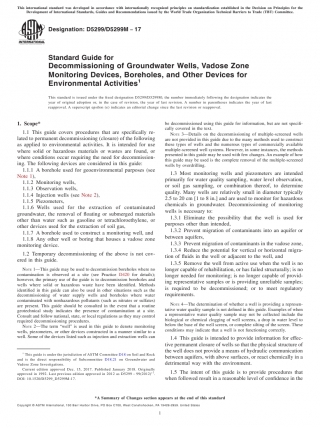 This international standard was developed in accordance with internationally recognized principles on standardization established in the Decision on Principles for the
Development of International Standards, Guides and Recommendations issued by the World Trade Organization Technical Barriers to Trade (TBT) Committee.
Designation: D5299/D5299M – 17
Standard Guide for
Decommissioning of Groundwater Wells, Vadose Zone
Monitoring Devices, Boreholes, and Other Devices for
Environmental Activities1
This standard is issued under the fixed designation D5299/D5299M; the number immediately following the designation indicates the
year of original adoption or, in the case of revision, the year of last revision. A number in parentheses indicates the year of last
reapproval. A superscript epsilon (ε) indicates an editorial change since the last revision or reapproval.
1. Scope*
1.1 This guide covers procedures that are specifically re-
lated to permanent decommissioning (closure) of the following
as applied to environmental activities. It is intended for use
where solid or hazardous materials or wastes are found, or
where conditions occur requiring the need for decommission-
ing. The following devices are considered in this guide:
1.1.1 A borehole used for geoenvironmental purposes (see
Note 1),
1.1.2 Monitoring wells,
1.1.3 Observation wells,
1.1.4 Injection wells (see Note 2),
1.1.5 Piezometers,
1.1.6 Wells used for the extraction of contaminated
groundwater, the removal of floating or submerged materials
other than water such as gasoline or tetrachloroethylene, or
other devices used for the extraction of soil gas,
1.1.7 A borehole used to construct a monitoring well, and
1.1.8 Any other well or boring that houses a vadose zone
monitoring device.
1.2 Temporary decommissioning of the above is not cov-
ered in this guide.
NOTE 1—This guide may be used to decommission boreholes where no
contamination is observed at a site (see Practice D420 for details);
however, the primary use of the guide is to decommission boreholes and
wells where solid or hazardous waste have been identified. Methods
identified in this guide can also be used in other situations such as the
decommissioning of water supply wells and boreholes where water
contaminated with nonhazardous pollutants (such as nitrates or sulfates)
are present. This guide should be consulted in the event that a routine
geotechnical study indicates the presence of contamination at a site.
Consult and follow national, state, or local regulations as they may control
required decommissioning procedures.
NOTE 2—The term "well" is used in this guide to denote monitoring
wells, piezometers, or other devices constructed in a manner similar to a
well. Some of the devices listed such as injection and extraction wells can
be decommissioned using this guide for information, but are not specifi-
cally covered in the text.
NOTE 3—Details on the decommissioning of multiple-screened wells
are not provided in this guide due to the many methods used to construct
these types of wells and the numerous types of commercially available
multiple-screened well systems. However, in some instances, the methods
presented in this guide may be used with few changes. An example of how
this guide may be used is the complete removal of the multiple-screened
wells by overdrilling.
1.3 Most monitoring wells and piezometers are intended
primarily for water quality sampling, water level observation,
or soil gas sampling, or combination thereof, to determine
quality. Many wells are relatively small in diameter typically
2.5 to 20 cm [1 to 8 in.] and are used to monitor for hazardous
chemicals in groundwater. Decommissioning of monitoring
wells is necessary to:
1.3.1 Eliminate the possibility that the well is used for
purposes other than intended,
1.3.2 Prevent migration of contaminants into an aquifer or
between aquifers,
1.3.3 Prevent migration of contaminants in the vadose zone,
1.3.4 Reduce the potential for vertical or horizontal migra-
tion of fluids in the well or adjacent to the well, and
1.3.5 Remove the well from active use when the well is no
longer capable of rehabilitation, or has failed structurally; is no
longer needed for monitoring; is no longer capable of provid-
ing representative samples or is providing unreliable samples;
is required to be decommissioned; or to meet regulatory
requirements.
NOTE 4—The determination of whether a well is providing a represen-
tative water quality sample is not defined in this guide. Examples of when
a representative water quality sample may not be collected include the
biological or chemical clogging of well screens, a drop in water level to
below the base of the well screen, or complete silting of the screen. These
conditions may indicate that a well is not functioning correctly.
1.4 This guide is intended to provide information for effec-
tive permanent closure of wells so that the physical structure of
the well does not provide a means of hydraulic communication
between aquifers, with above surfaces, or react chemically in a
detrimental way with the environment.
1.5 The intent of this guide is to provide procedures that
when followed result in a reasonable level of confidence in the
1 This guide is under the jurisdiction of ASTM Committee D18 on Soil and Rock
and is the direct responsibility of Subcommittee D18.21 on Groundwater and
Vadose Zone Investigations.
Current edition approved Dec. 15, 2017. Published January 2018. Originally
approved in 1992. Last previous edition approved in 2012 as D5299 – 99(2012)ε1.
DOI: 10.1520/D5299_D5299M-17.
*A Summary of Changes section appears at the end of this standard
Copyright © ASTM International, 100 Barr Harbor Drive, PO Box C700, West Conshohocken, PA 19428-2959. United States
1